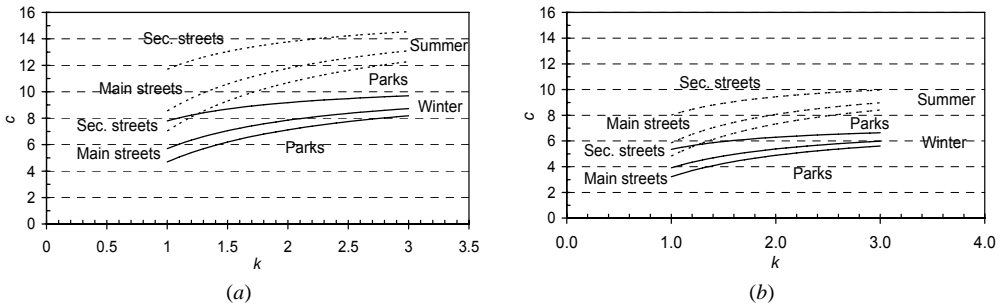 16
14
12
10
8
6
4
2
0
c
Sec. streets
Summer
Main streets
Parks
Sec. streets
Winter
Main streets
Parks
0 0.5 1 1.5 2 2.5 3 3.5
k
(a)
16
14
12
10
8
6
4
2
0
c
Sec. streets
Summer
Main streets
Parks
Sec. streets
Winter
Main streets
Parks
0.0 1.0 2.0 3.0 4.0
k
(b)